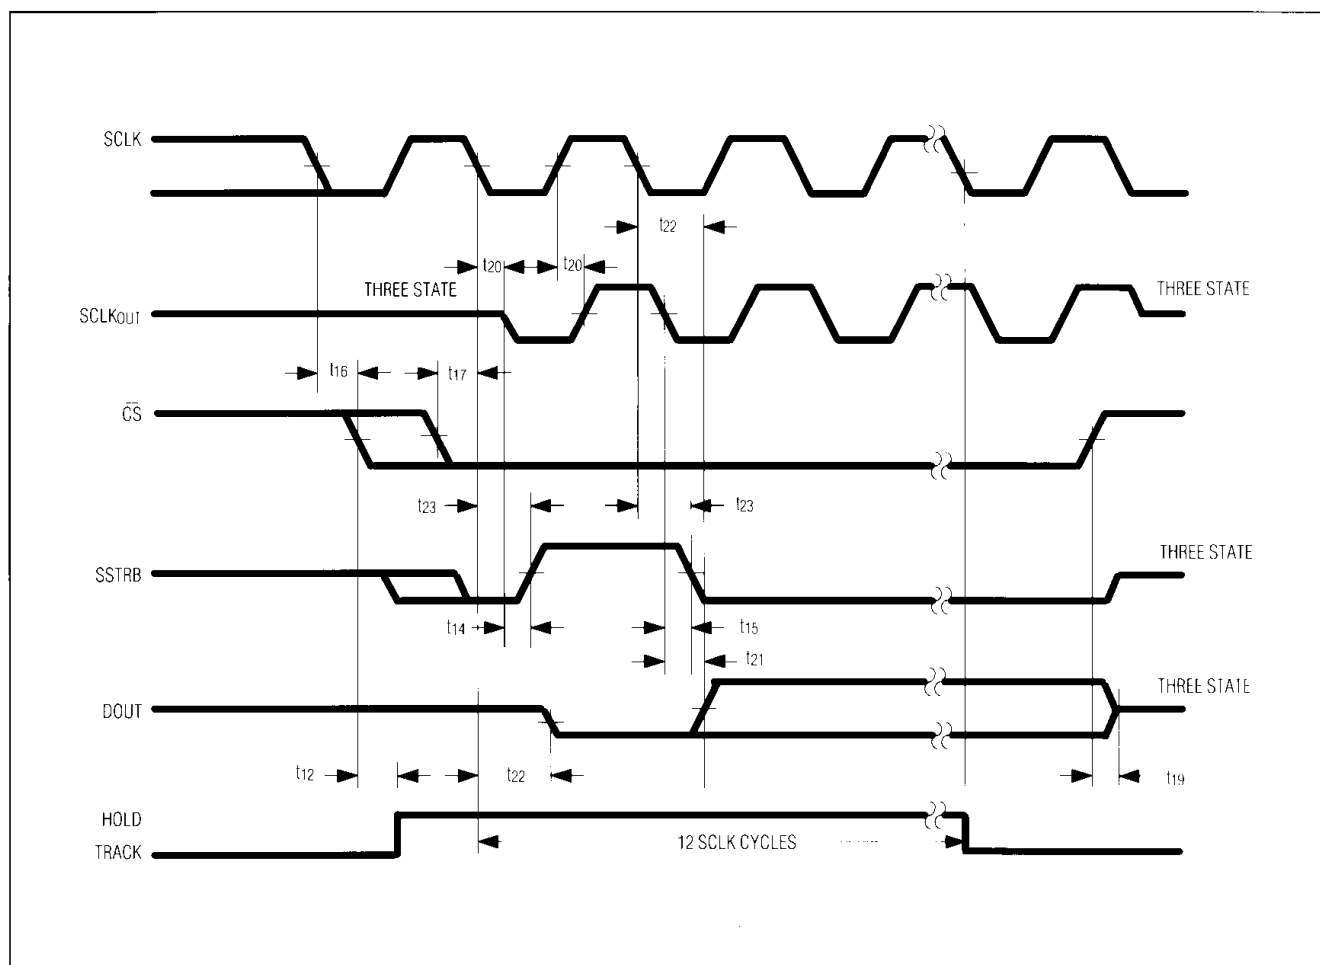 SCLK
t22
t20
t20
THREE STATE
THREE STATE
SCLKOUT
t16
t17
CS
t23
t23
THREE STATE
SSTRB
t14
t15
t21
THREE STATE
DOUT
t12
t22
t19
HOLD
12 SCLK CYCLES
TRACK